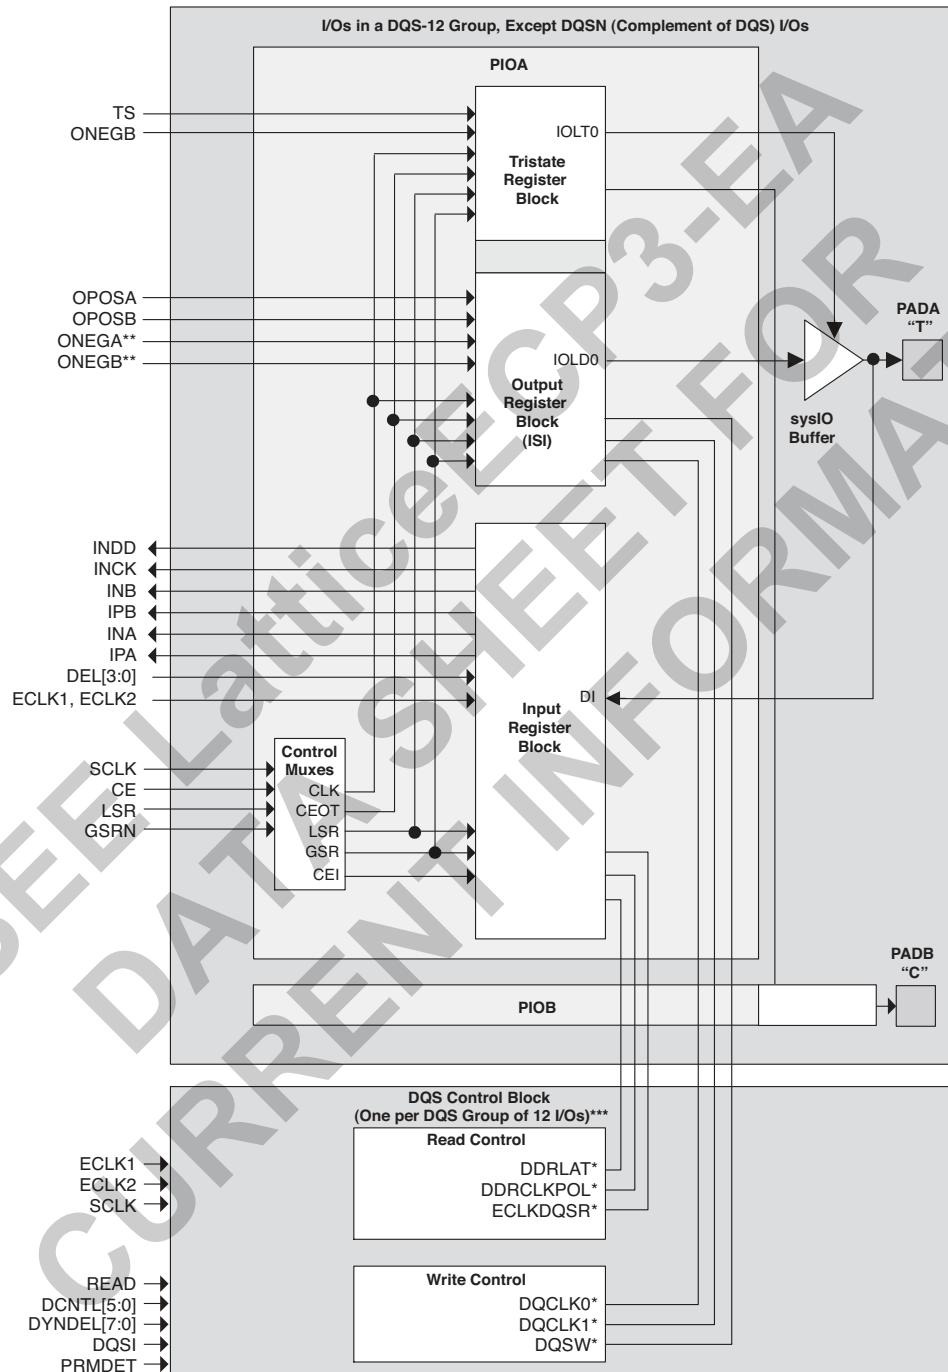 I/Os in a DQS-12 Group, Except DQSN (Complement of DQS) I/Os
PIOA
TS
ONEGB
IOLT0
Tristate
Register
Block
OPOSA
OPOSB
ONEGA**
ONEGB**
IOLD0
Output
Register
Block
(ISI)
PADA
“T”
sysIO
Buffer
INDD
INCK
INB
IPB
INA
IPA
DEL[3:0]
ECLK1, ECLK2
DI
Input
Register
Block
Control
Muxes
SCLK
CE
LSR
GSRN
CLK
CEOT
LSR
GSR
CEI
PADB
“C”
PIOB
DQS Control Block
(One per DQS Group of 12 I/Os)***
Read Control
DDRLAT*
DDRCLKPOL*
ECLKDQSR*
ECLK1
ECLK2
SCLK
Write Control
DQCLK0*
DQCLK1*
DQSW*
READ
DCNTL[5:0]
DYNDEL[7:0]
DQSI
PRMDET
SEE LatticeECP3-EA
DATA SHEET FOR
CURRENT INFORMAT